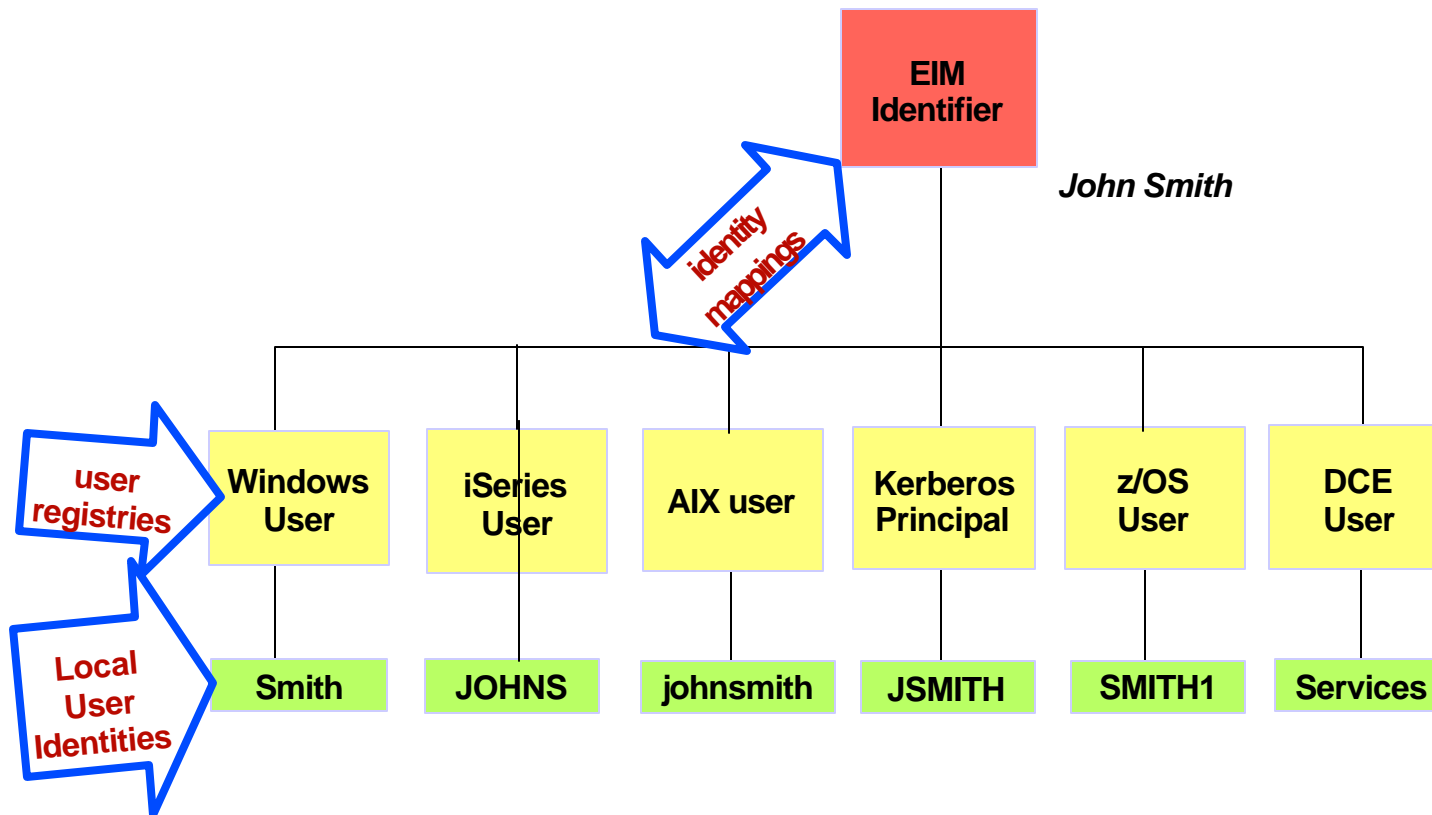 EIM
Identifier
John Smith
identity
mappings
user
registries
Windows
User
iSeries
User
AIX user
Kerberos
Principal
z/OS
User
DCE
User
Local
User
Identities
Smith
JOHNS
johnsmith
JSMITH
SMITH1
Services